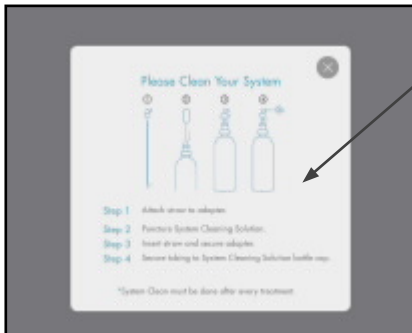 Please Clean Your System
① ② ③ ④
Step 1 Attach straw to adapter.
Step 2 Puncture System Cleaning Solution.
Step 3 Insert straw and secure adapter.
Step 4 Secure tubing to System Cleaning Solution bottle cap.
*System Clean must be done after every treatment